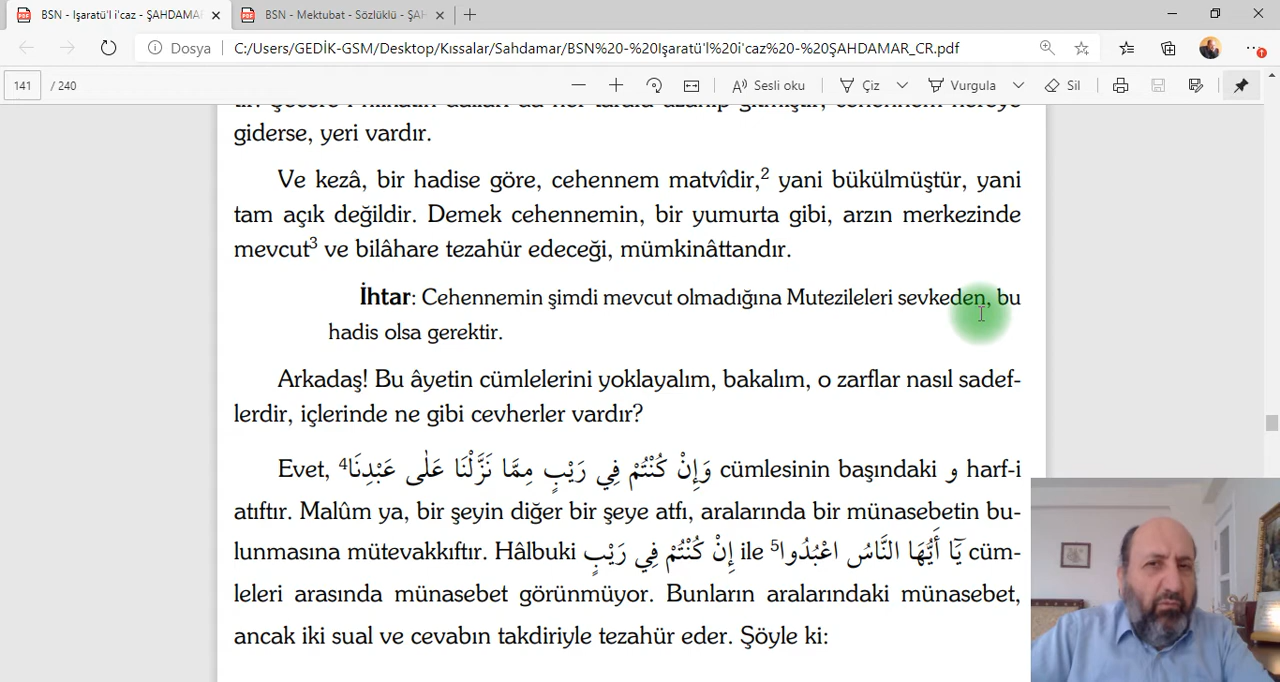 BSN - Işaratü'l i'caz - ŞAHDAMAR
BSN - Mektubat - Sözlüklü - ŞAH
Dosya
C:/Users/GEDİK-GSM/Desktop/Kıssalar/Sahdamar/BSN%20-%20Işaratü'l%20i'caz%20-%20ŞAHDAMAR_CR.pdf
141 / 240
Sesli oku
Çiz
Vurgula
Sil
giderse, yeri vardır.
Ve kezâ, bir hadise göre, cehennem matvîdir,2 yani bükülmüştür, yani
tam açık değildir. Demek cehennemin, bir yumurta gibi, arzın merkezinde
mevcut3 ve bilâhare tezahür edeceği, mümkinâttandır.
İhtar: Cehennemin şimdi mevcut olmadığına Mutezileleri sevkeden, bu
hadis olsa gerektir.
Arkadaş! Bu âyetin cümlelerini yoklayalım, bakalım, o zarflar nasıl sadef-
lerdir, içlerinde ne gibi cevherler vardır?
Evet, وَإِنْ كُنْتُمْ فِي رَيْبٍ مِمَّا نَزَّلْنَا عَلٰى عَبْدِنَا4 cümlesinin başındaki و harf-i
atıftır. Malûm ya, bir şeyin diğer bir şeye atfı, aralarında bir münasebetin bu-
lunmasına mütevakkıftır. Hâlbuki إِنْ كُنْتُمْ فِي رَيْبٍ ile يَا أَيُّهَا النَّاسُ اعْبُدُوا5 cüm-
leleri arasında münasebet görünmüyor. Bunların aralarındaki münasebet,
ancak iki sual ve cevabın takdiriyle tezahür eder. Şöyle ki: